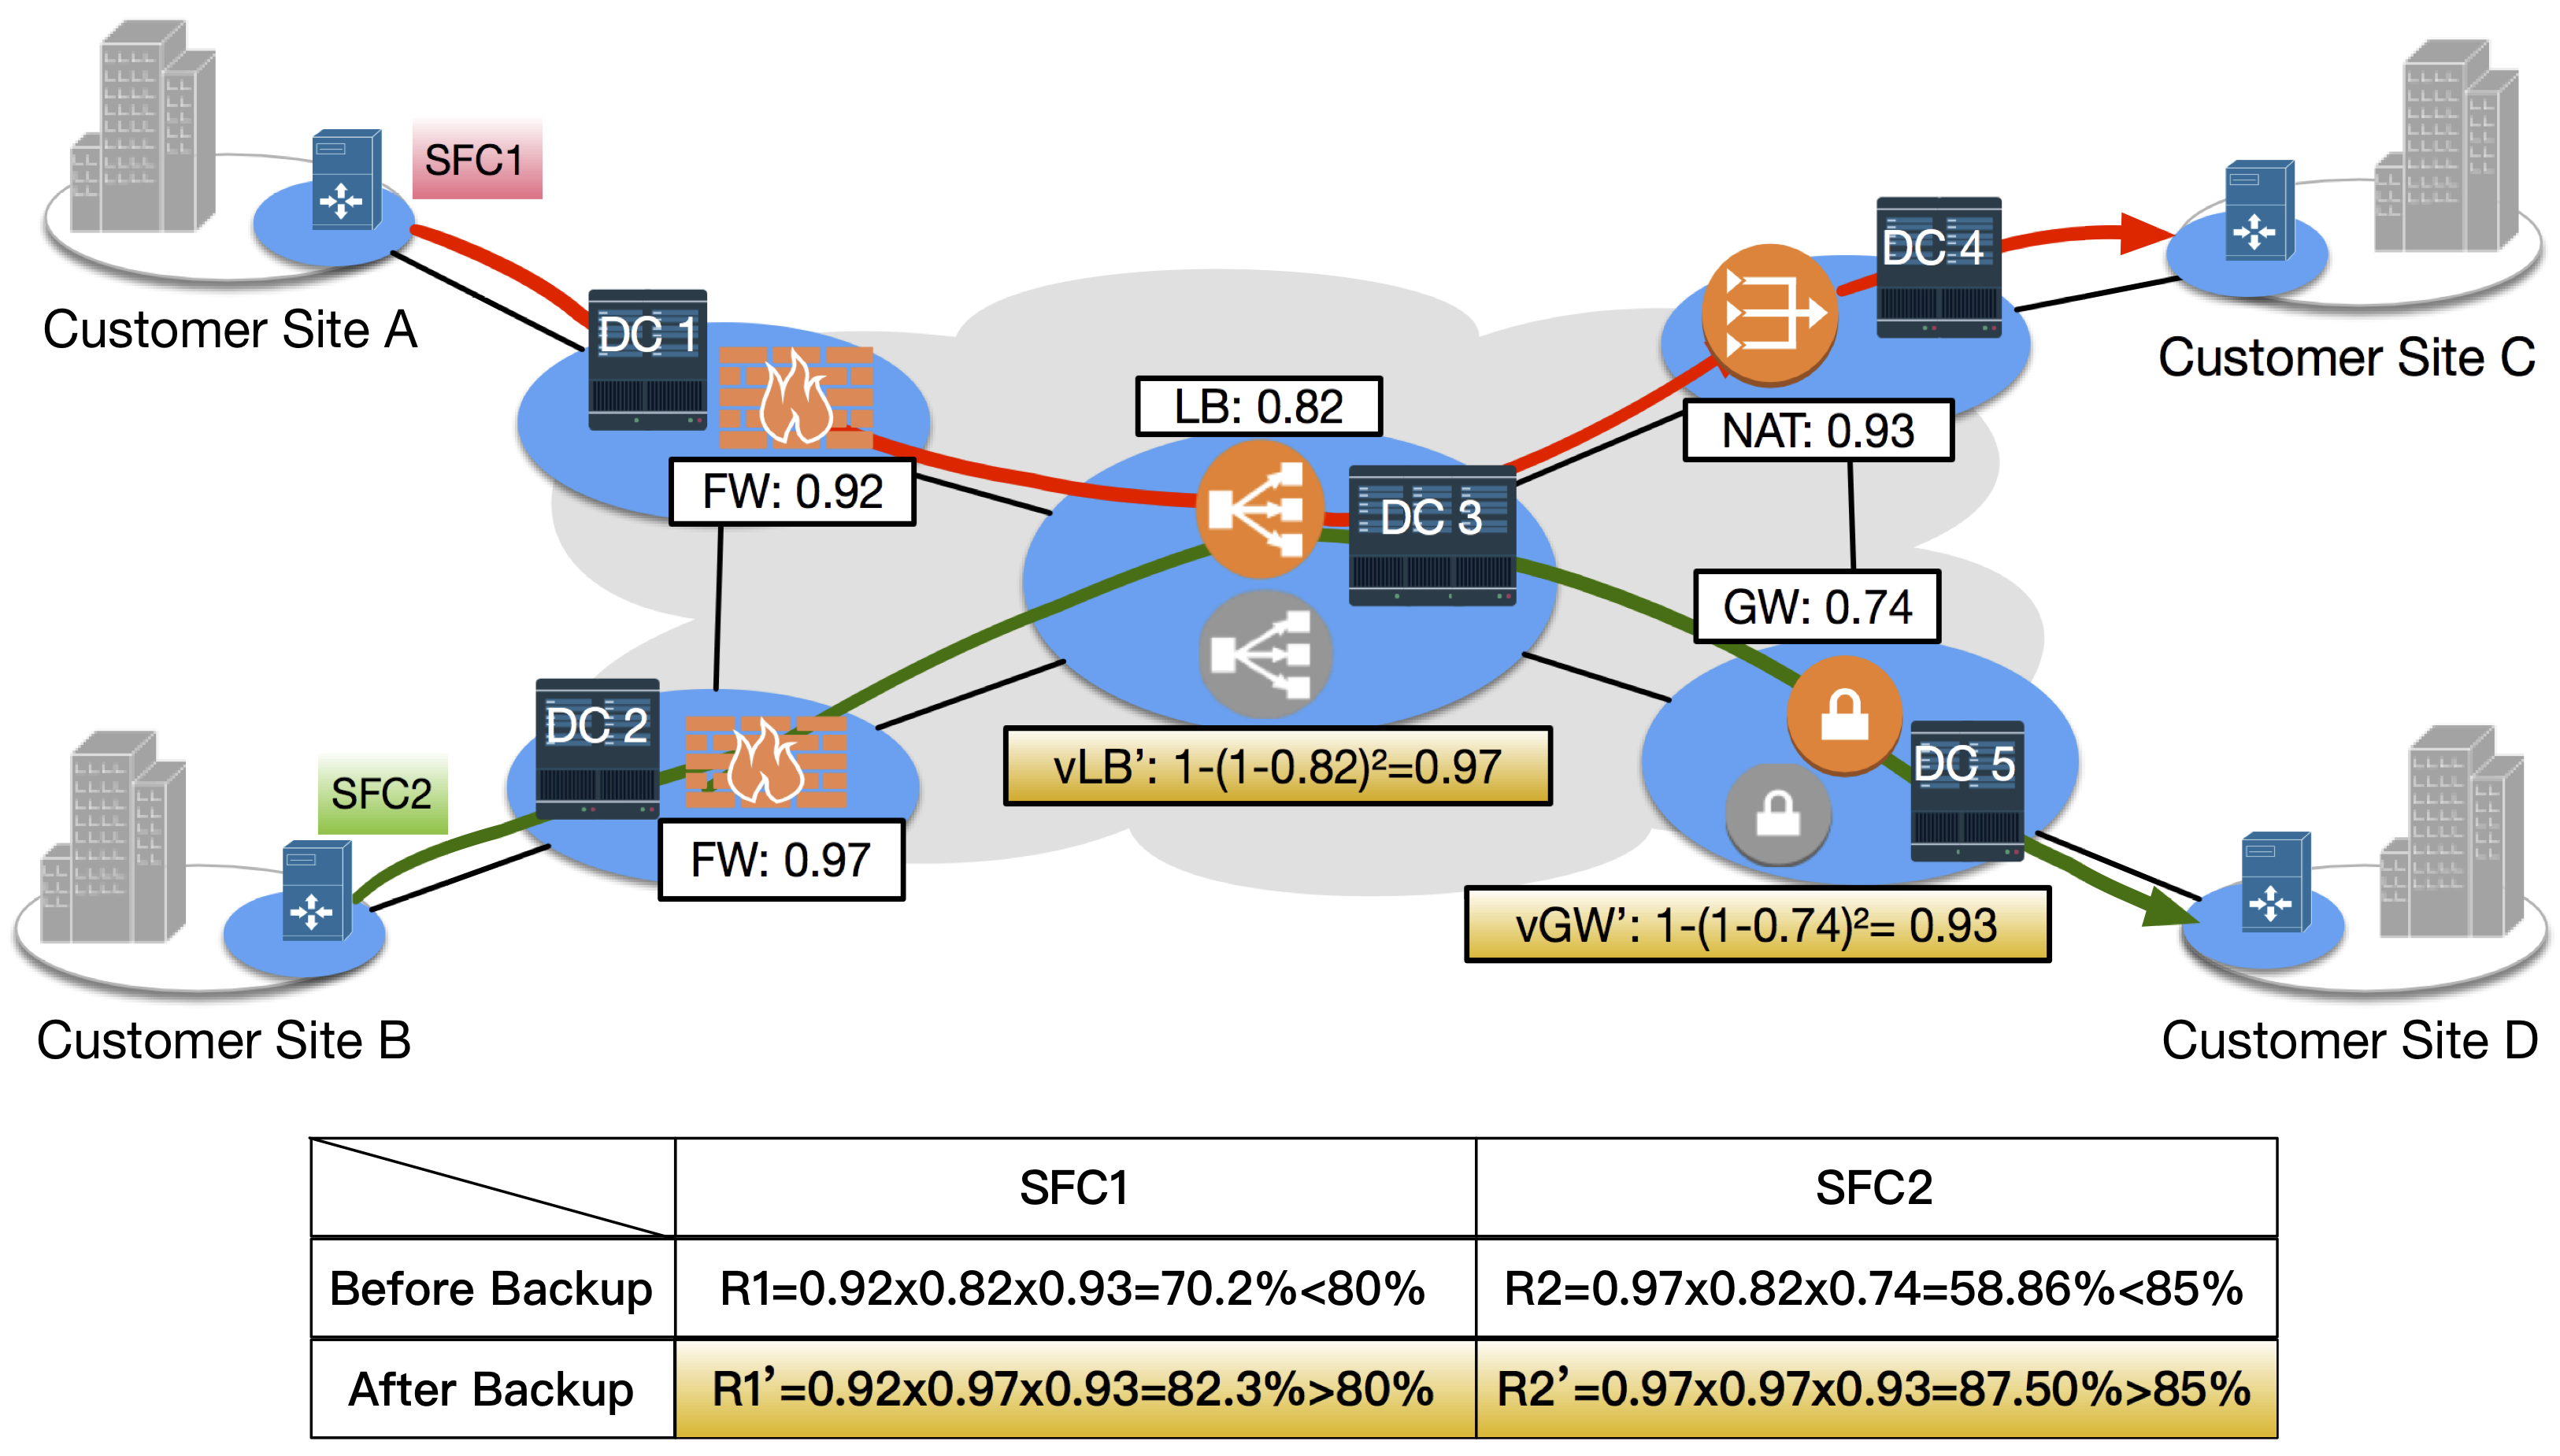 SFC1
Customer Site A
DC 1
FW: 0.92
LB: 0.82
DC 3
DC 4
NAT: 0.93
Customer Site C
GW: 0.74
DC 2
FW: 0.97
SFC2
Customer Site B
vLB’: 1-(1-0.82)²=0.97
DC 5
vGW’: 1-(1-0.74)²= 0.93
Customer Site D
SFC1 SFC2
Before Backup R1=0.92x0.82x0.93=70.2%<80% R2=0.97x0.82x0.74=58.86%<85%
After Backup R1’=0.92x0.97x0.93=82.3%>80% R2’=0.97x0.97x0.93=87.50%>85%